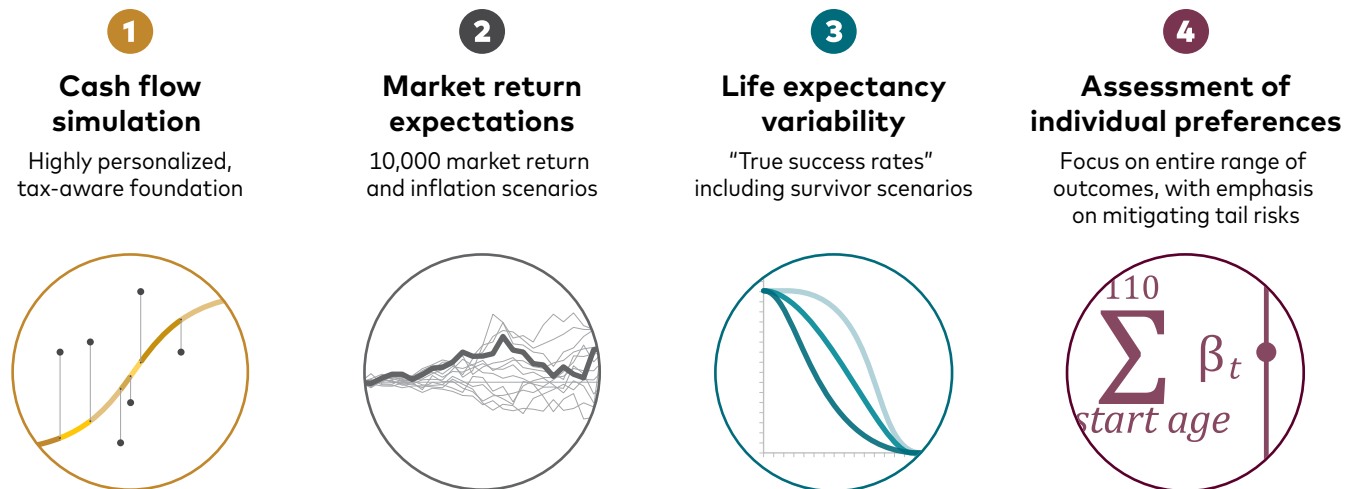 1
Cash flow
simulation
Highly personalized,
tax-aware foundation
2
Market return
expectations
10,000 market return
and inflation scenarios
3
Life expectancy
variability
“True success rates”
including survivor scenarios
4
Assessment of
individual preferences
Focus on entire range of
outcomes, with emphasis
on mitigating tail risks
110
∑ βt
start age